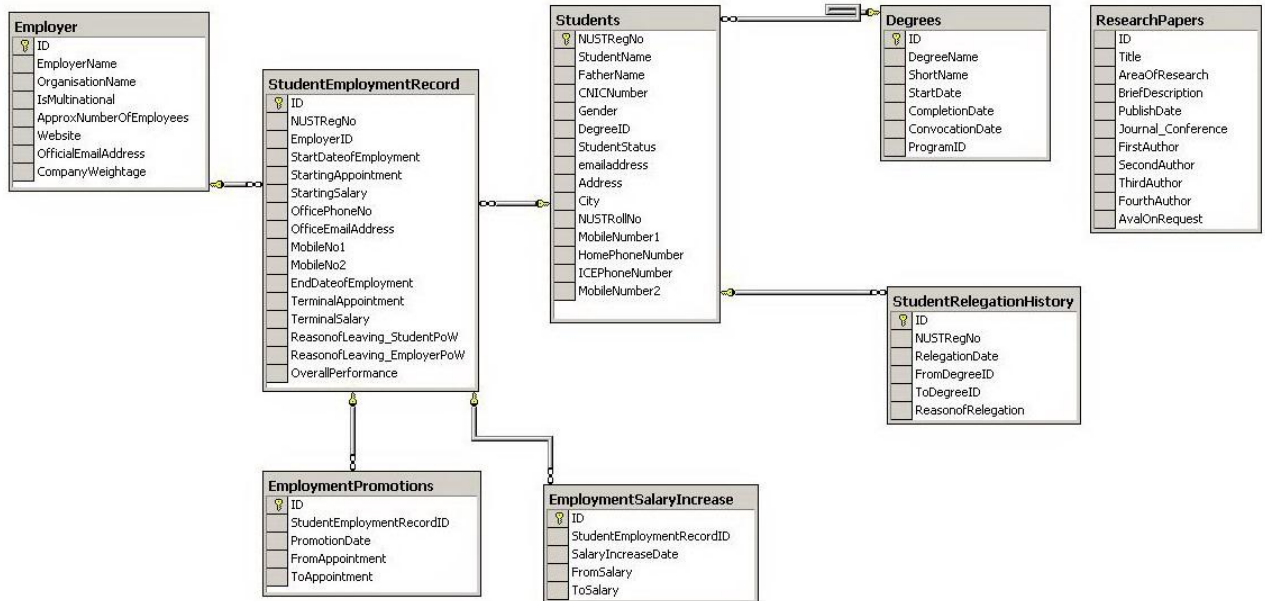 Employer
ID
EmployerName
OrganisationName
IsMultinational
ApproxNumberOfEmployees
Website
OfficialEmailAddress
CompanyWeightage
StudentEmploymentRecord
ID
NUSTRegNo
EmployerID
StartDateofEmployment
StartingAppointment
StartingSalary
OfficePhoneNo
OfficeEmailAddress
MobileNo1
MobileNo2
EndDateofEmployment
TerminalAppointment
TerminalSalary
ReasonofLeaving_StudentPoW
ReasonofLeaving_EmployerPoW
OverallPerformance
Students
NUSTRegNo
StudentName
FatherName
CNICNumber
Gender
DegreeID
StudentStatus
emailaddress
Address
City
NUSTRollNo
MobileNumber1
HomePhoneNumber
ICEPhoneNumber
MobileNumber2
Degrees
ID
DegreeName
ShortName
StartDate
CompletionDate
ConvocationDate
ProgramID
ResearchPapers
ID
Title
AreaOfResearch
BriefDescription
PublishDate
Journal_Conference
FirstAuthor
SecondAuthor
ThirdAuthor
FourthAuthor
AvalOnRequest
StudentRelegationHistory
ID
NUSTRegNo
RelegationDate
FromDegreeID
ToDegreeID
ReasonofRelegation
EmploymentPromotions
ID
StudentEmploymentRecordID
PromotionDate
FromAppointment
ToAppointment
EmploymentSalaryIncrease
ID
StudentEmploymentRecordID
SalaryIncreaseDate
FromSalary
ToSalary